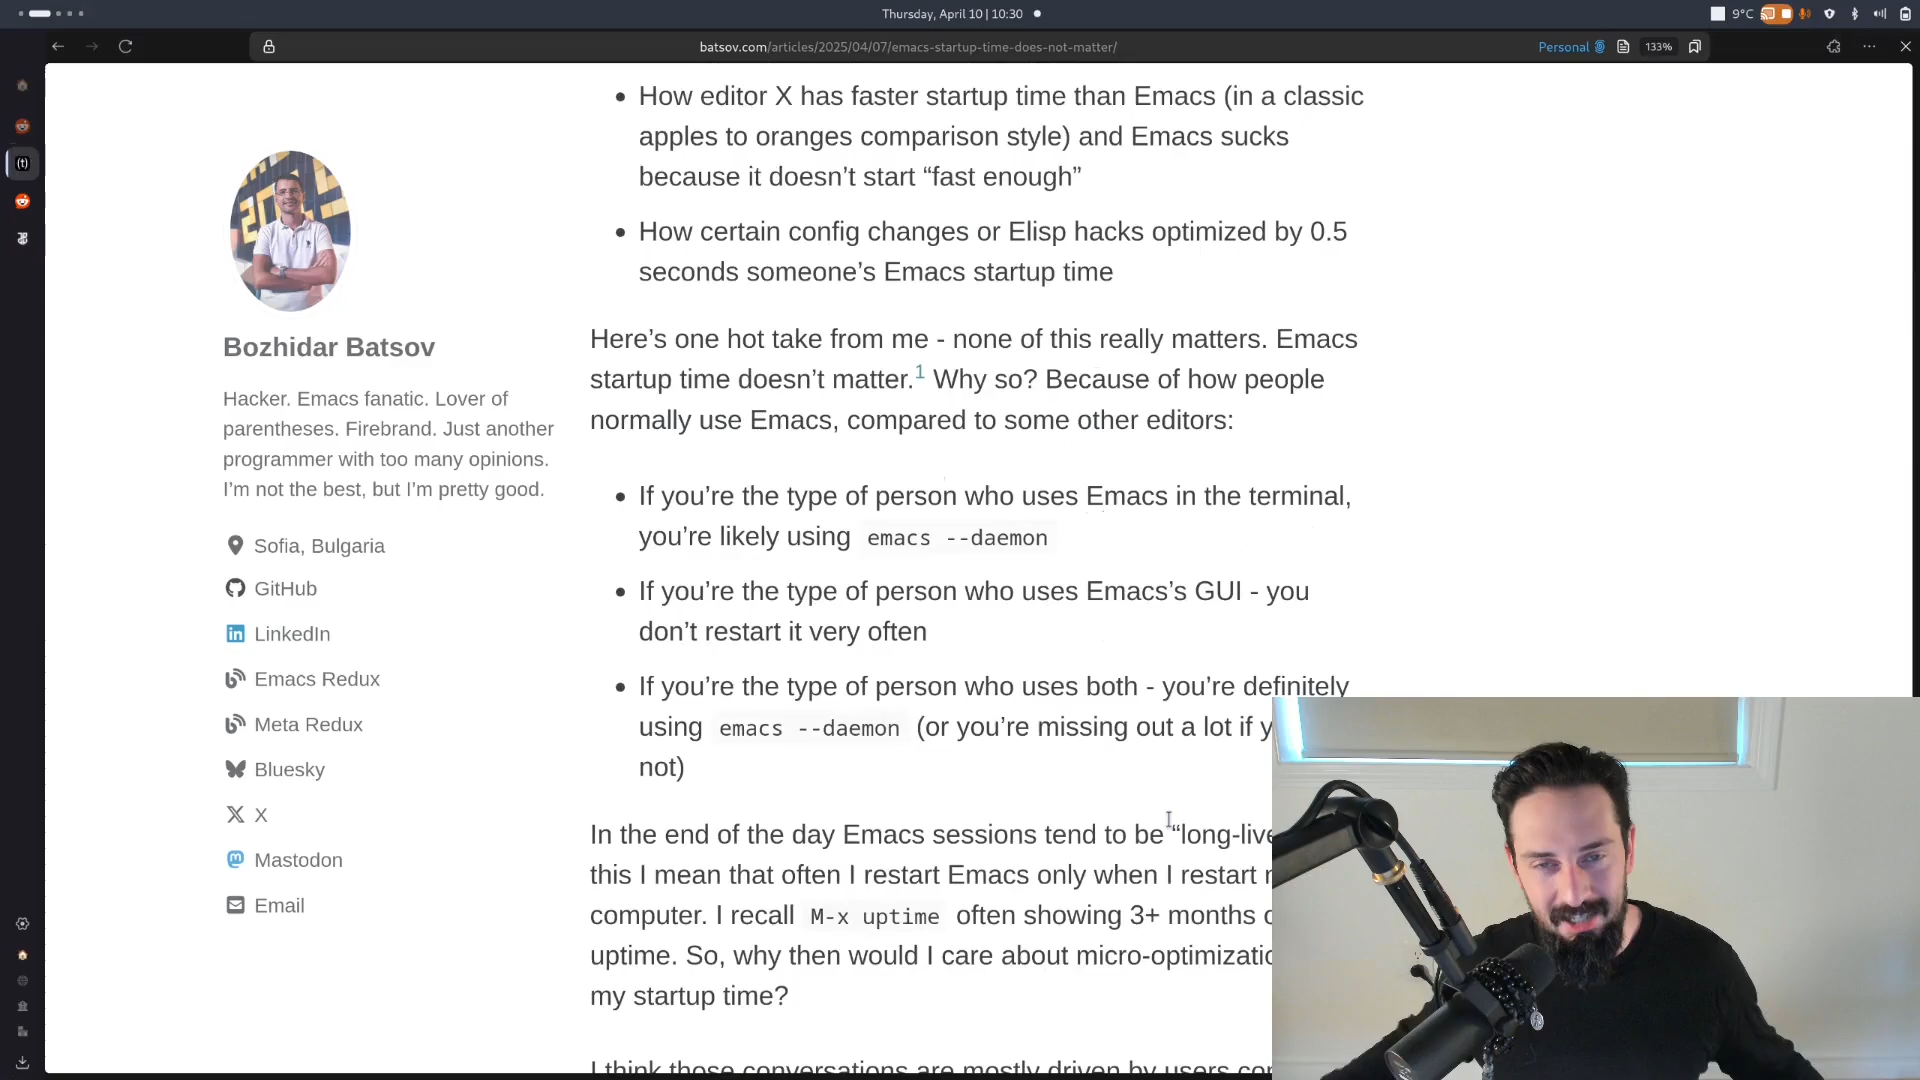 Thursday, April 10 | 10:30
9°C
batsov.com/articles/2025/04/07/emacs-startup-time-does-not-matter/
Personal
133%
Bozhidar Batsov
Hacker. Emacs fanatic. Lover of
parentheses. Firebrand. Just another
programmer with too many opinions.
I’m not the best, but I’m pretty good.
Sofia, Bulgaria
GitHub
LinkedIn
Emacs Redux
Meta Redux
Bluesky
X
Mastodon
Email
• How editor X has faster startup time than Emacs (in a classic
apples to oranges comparison style) and Emacs sucks
because it doesn’t start “fast enough”
• How certain config changes or Elisp hacks optimized by 0.5
seconds someone’s Emacs startup time
Here’s one hot take from me - none of this really matters. Emacs
startup time doesn’t matter.1 Why so? Because of how people
normally use Emacs, compared to some other editors:
• If you’re the type of person who uses Emacs in the terminal,
you’re likely using emacs --daemon
• If you’re the type of person who uses Emacs’s GUI - you
don’t restart it very often
• If you’re the type of person who uses both - you’re definitely
using emacs --daemon (or you’re missing out a lot if
not)
In the end of the day Emacs sessions tend to be “long-live
this I mean that often I restart Emacs only when I restart
computer. I recall M-x uptime often showing 3+ months
uptime. So, why then would I care about micro-optimizatio
my startup time?
I think those conversations are mostly driven by users